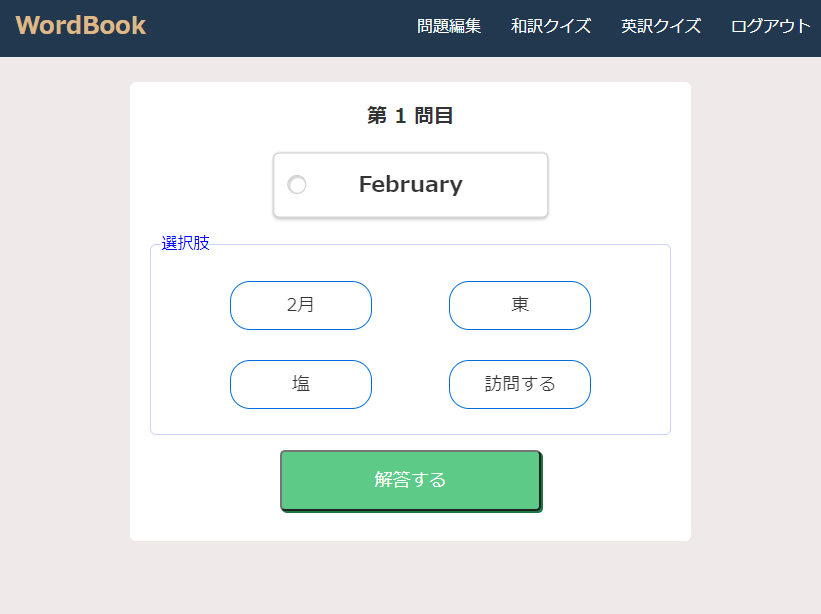 WordBook
問題編集 和訳クイズ 英訳クイズ ログアウト
第 1 問目
February
選択肢
2月 東
塩 訪問する
解答する